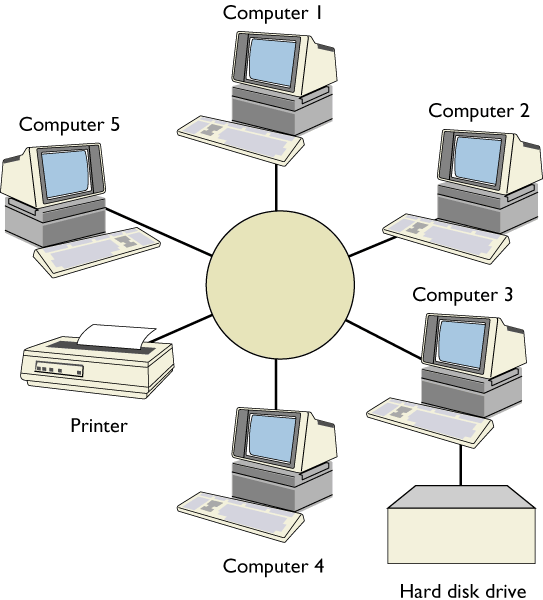 Computer 1
Computer 2
Computer 5
Computer 3
Printer
Computer 4
Hard disk drive